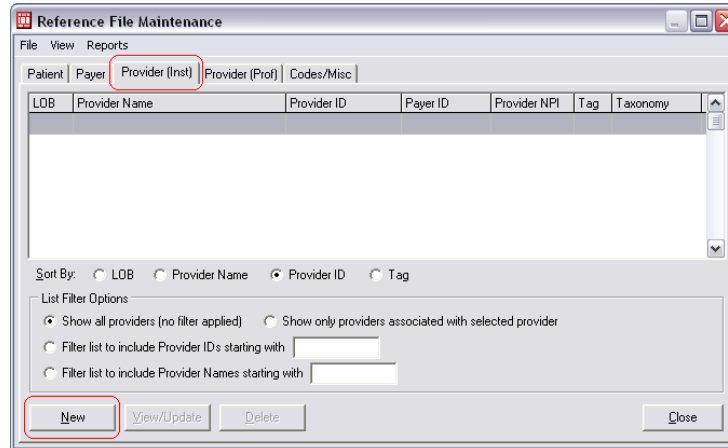 Reference File Maintenance
File View Reports
Patient Payer Provider (Inst) Provider (Prof) Codes/Misc
LOB Provider Name Provider ID Payer ID Provider NPI Tag Taxonomy
Sort By: LOB Provider Name Provider ID Tag
List Filter Options
Show all providers (no filter applied) Show only providers associated with selected provider
Filter list to include Provider IDs starting with
Filter list to include Provider Names starting with
New View/Update Delete Close